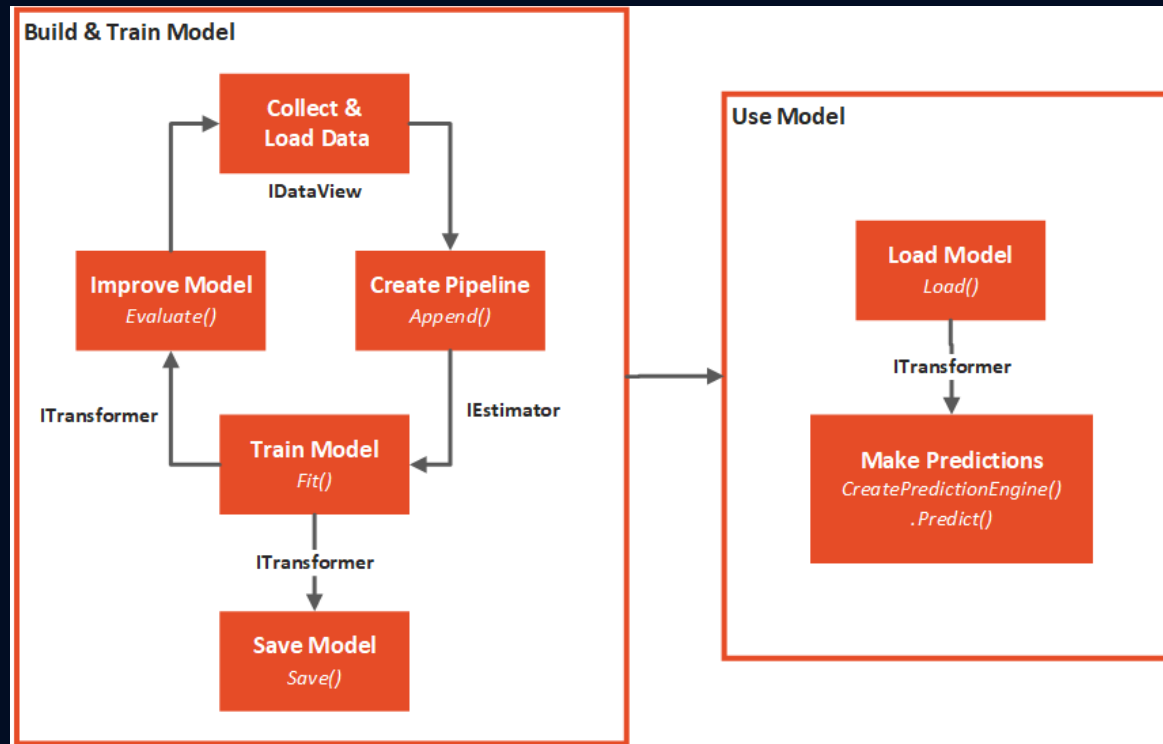 Build & Train Model
Collect &
Load Data
IDataView
Improve Model
Evaluate()
Create Pipeline
Append()
ITransformer
IEstimator
Train Model
Fit()
ITransformer
Save Model
Save()
Use Model
Load Model
Load()
ITransformer
Make Predictions
CreatePredictionEngine()
.Predict()